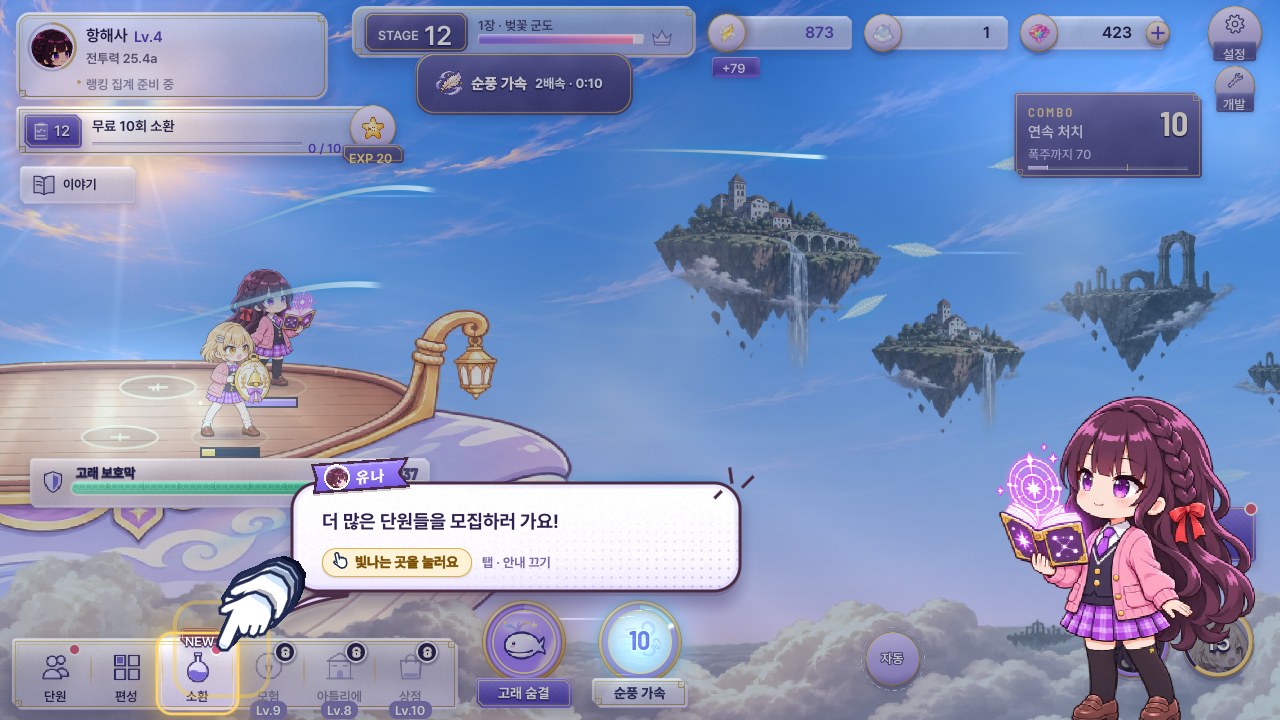 항해사 Lv.4
전투력 25.4a
랭킹 집계 준비 중
STAGE 12
1장 · 벚꽃 군도
873
+79
1
423
설정
개발
순풍 가속 2배속 · 0:10
12
무료 10회 소환
0 / 10
EXP 20
이야기
COMBO
연속 처치
10
폭주까지 70
고래 보호막
37
유나
더 많은 단원들을 모집하러 가요!
빛나는 곳을 눌러요
탭 · 안내 끄기
NEW
단원
편성
소환
모험
Lv.9
아틀리에
Lv.8
상점
Lv.10
고래 숨결
10
순풍 가속
자동